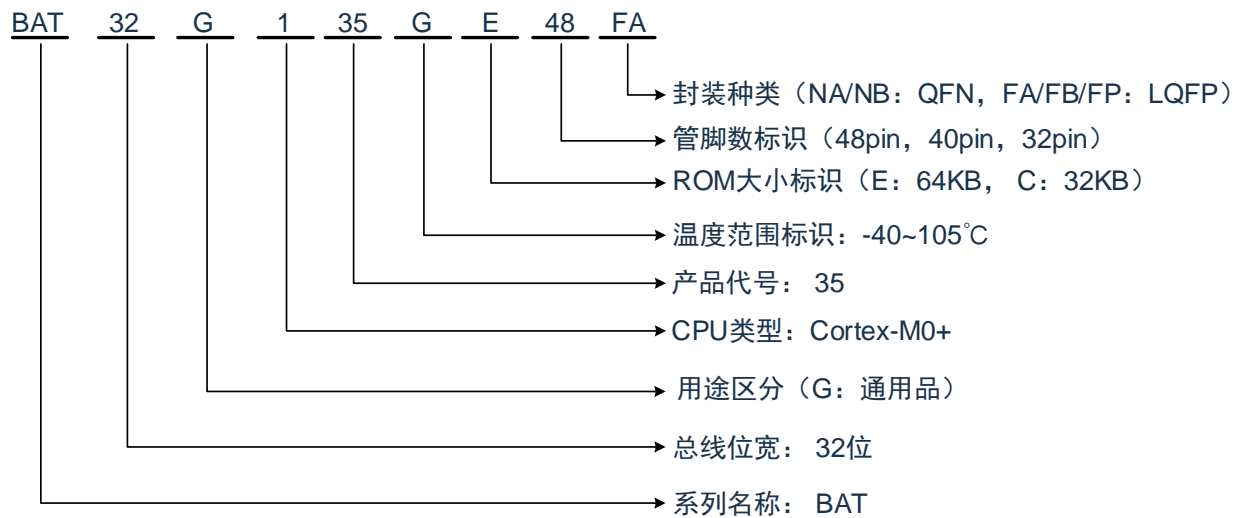 BAT 32 G 1 35 G E 48 FA
封装种类（NA/NB：QFN，FA/FB/FP：LQFP）
管脚数标识（48pin，40pin，32pin）
ROM大小标识（E：64KB， C：32KB）
温度范围标识：-40~105℃
产品代号： 35
CPU类型：Cortex-M0+
用途区分（G：通用品）
总线位宽： 32位
系列名称： BAT